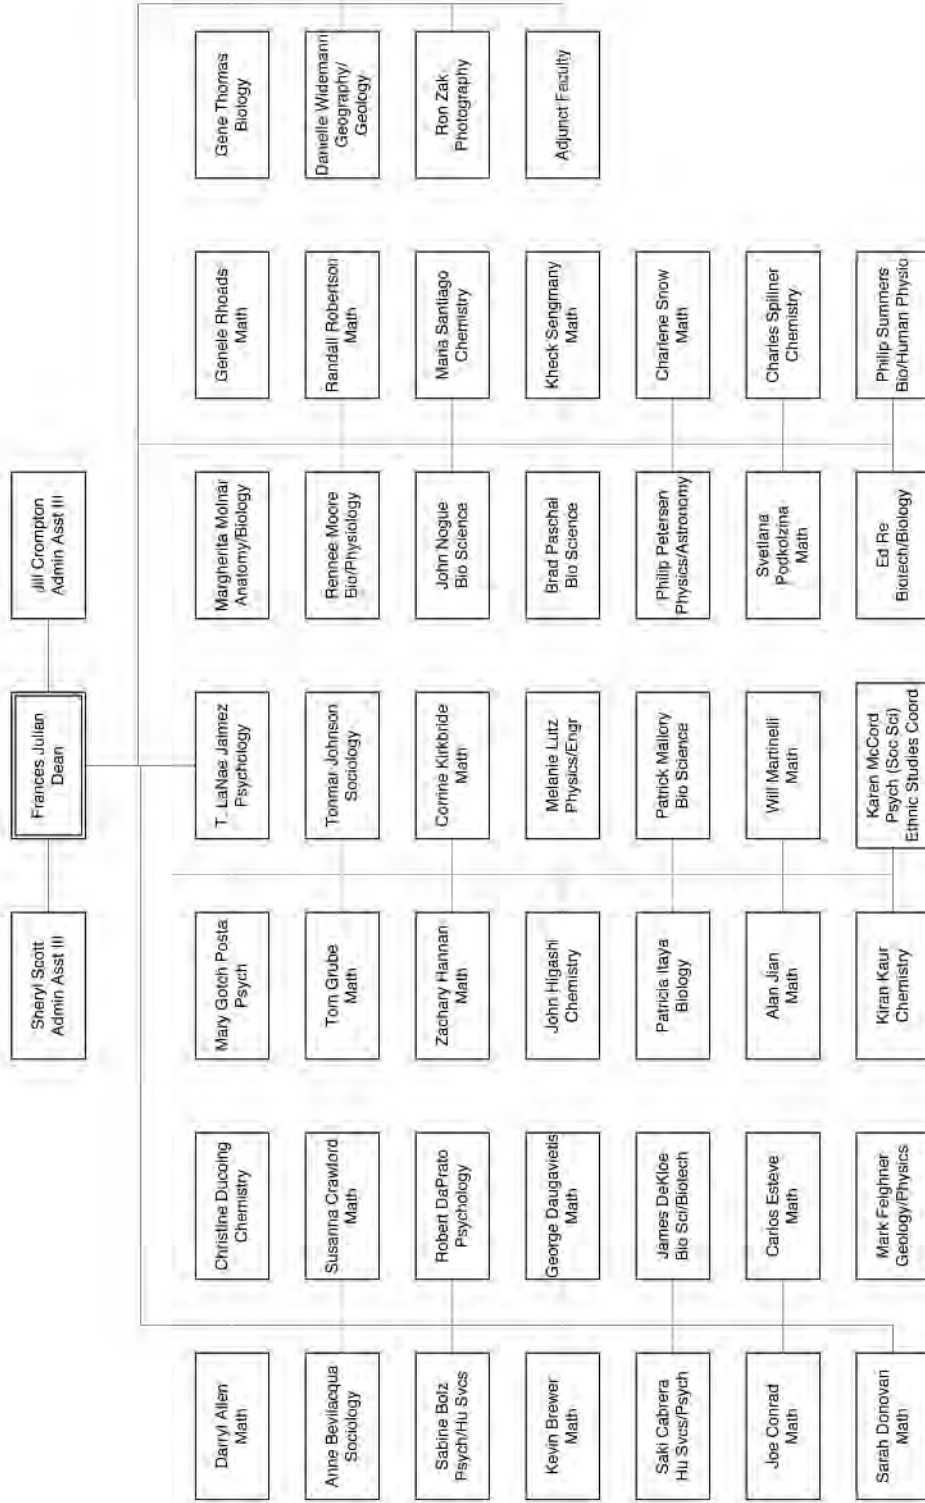 Sheryl Scott
Admin Asst III
Frances Julian
Dean
Jill Crompton
Admin Asst III
Darryl Allen
Math
Christine Ducoing
Chemistry
Mary Gotch Posta
Psych
T. LaNae Jaimez
Psychology
Margherita Molnar
Anatomy/Biology
Genele Rhoads
Math
Gene Thomas
Biology
Anne Bevilacqua
Sociology
Susanna Crawford
Math
Tom Grube
Math
Tonmar Johnson
Sociology
Rennee Moore
Bio/Physiology
Randall Robertson
Math
Danielle Widemann
Geography/
Geology
Sabine Bolz
Psych/Hu Svcs
Robert DaPrato
Psychology
Zachary Hannan
Math
Corrine Kirkbride
Math
John Nogue
Bio Science
Maria Santiago
Chemistry
Ron Zak
Photography
Kevin Brewer
Math
George Daugavietis
Math
John Higashi
Chemistry
Melanie Lutz
Physics/Engr
Brad Paschal
Bio Science
Kheck Sengmany
Math
Adjunct Faculty
Saki Cabrera
Hu Svcs/Psych
James DeKloe
Bio Sci/Biotech
Patricia Itaya
Biology
Patrick Mallory
Bio Science
Philip Petersen
Physics/Astronomy
Charlene Snow
Math
Joe Conrad
Math
Carlos Esteve
Math
Alan Jian
Math
Will Martinelli
Math
Svetlana
Podkolzina
Math
Charles Spillner
Chemistry
Sarah Donovan
Math
Mark Feighner
Geology/Physics
Kiran Kaur
Chemistry
Karen McCord
Psych (Soc Sci)
Ethnic Studies Coord
Ed Re
Biotech/Biology
Philip Summers
Bio/Human Physio